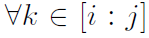 ∀k ∈ [i : j]